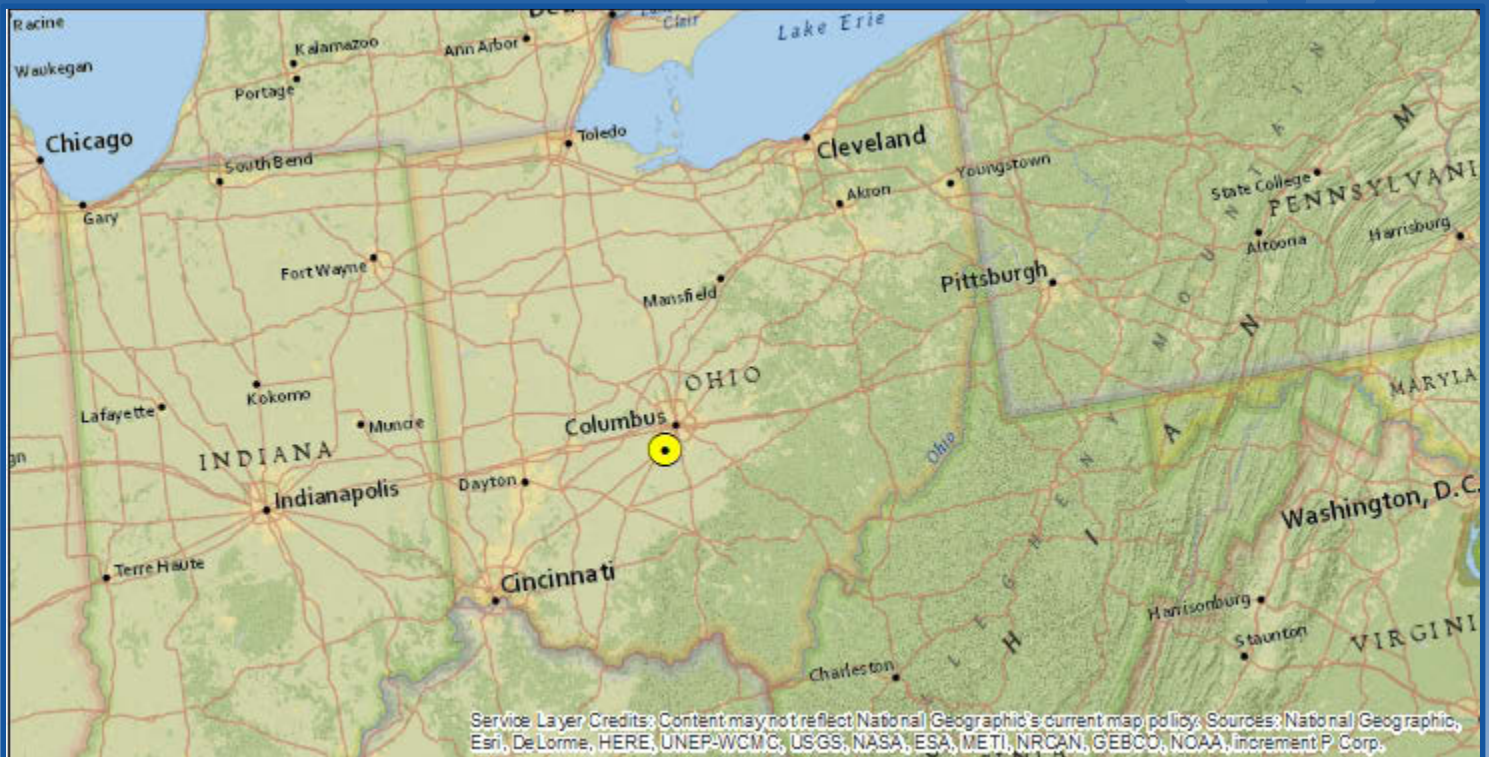 Racine
Lake Erie
Clair
Kalamazoo
Ann Arbor
Waukegan
Portage
Chicago
Toledo
Cleveland
South Bend
Youngstown
Akron
State College
PENNSYLVANI
Gary
Altoona
Harrisburg
Fort Wayne
Mansfield
Pittsburgh
OHIO
MARYLA
Kokomo
Lafayette
Columbus
Muncie
INDIANA
Ohio
Dayton
Indianapolis
Washington, D.C.
Terre Haute
Cincinnati
Harrisonburg
Staunton
VIRGINI
Charleston
Service Layer Credits: Content may not reflect National Geographic's current map policy. Sources: National Geographic,
Esri, DeLorme, HERE, UNEP-WCMC, USGS, NASA, ESA, METI, NRCAN, GEBCO, NOAA, increment P Corp.